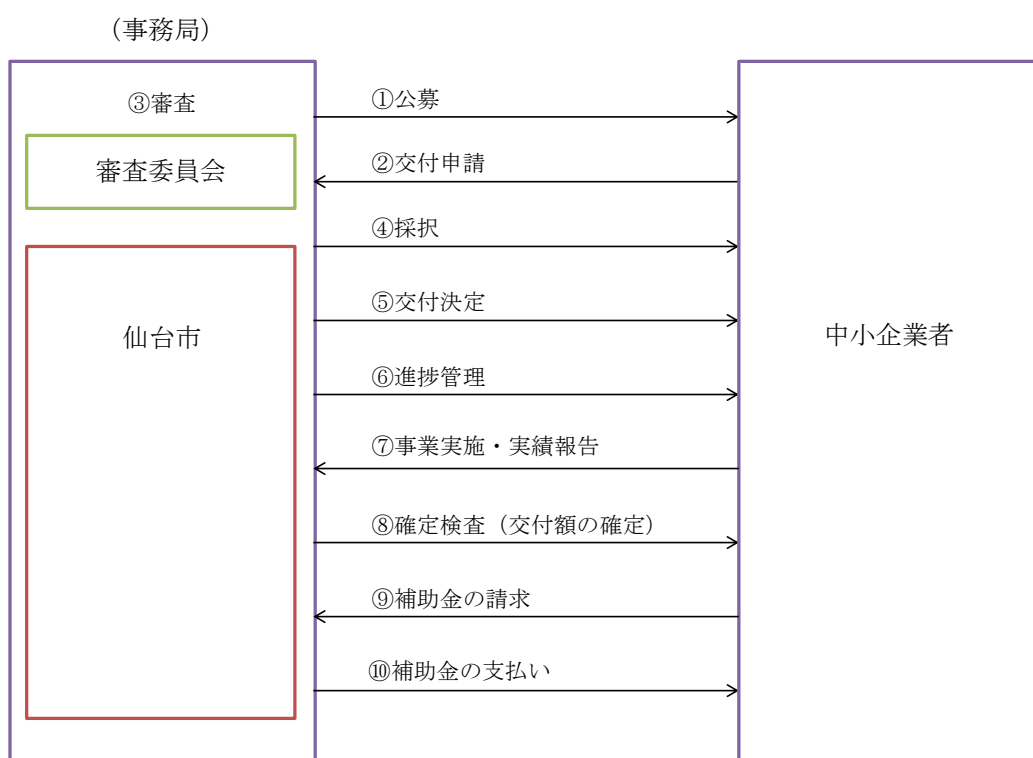 （事務局）
③審査
審査委員会
仙台市
①公募
②交付申請
④採択
⑤交付決定
⑥進捗管理
⑦事業実施・実績報告
⑧確定検査（交付額の確定）
⑨補助金の請求
⑩補助金の支払い
中小企業者